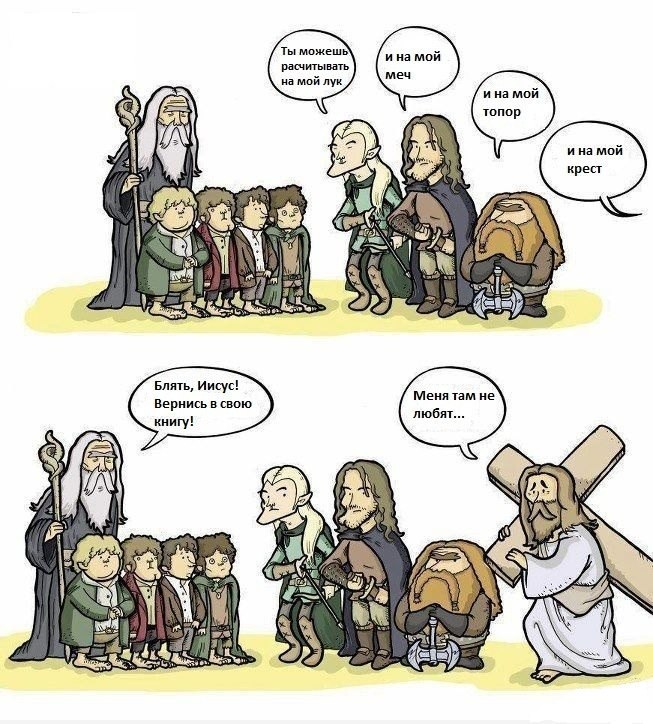 Ты можешь
расчитывать
на мой лук
и на мой
меч
и на мой
топор
и на мой
крест
Блять, Иисус!
Вернись в свою
книгу!
Меня там не
любят...